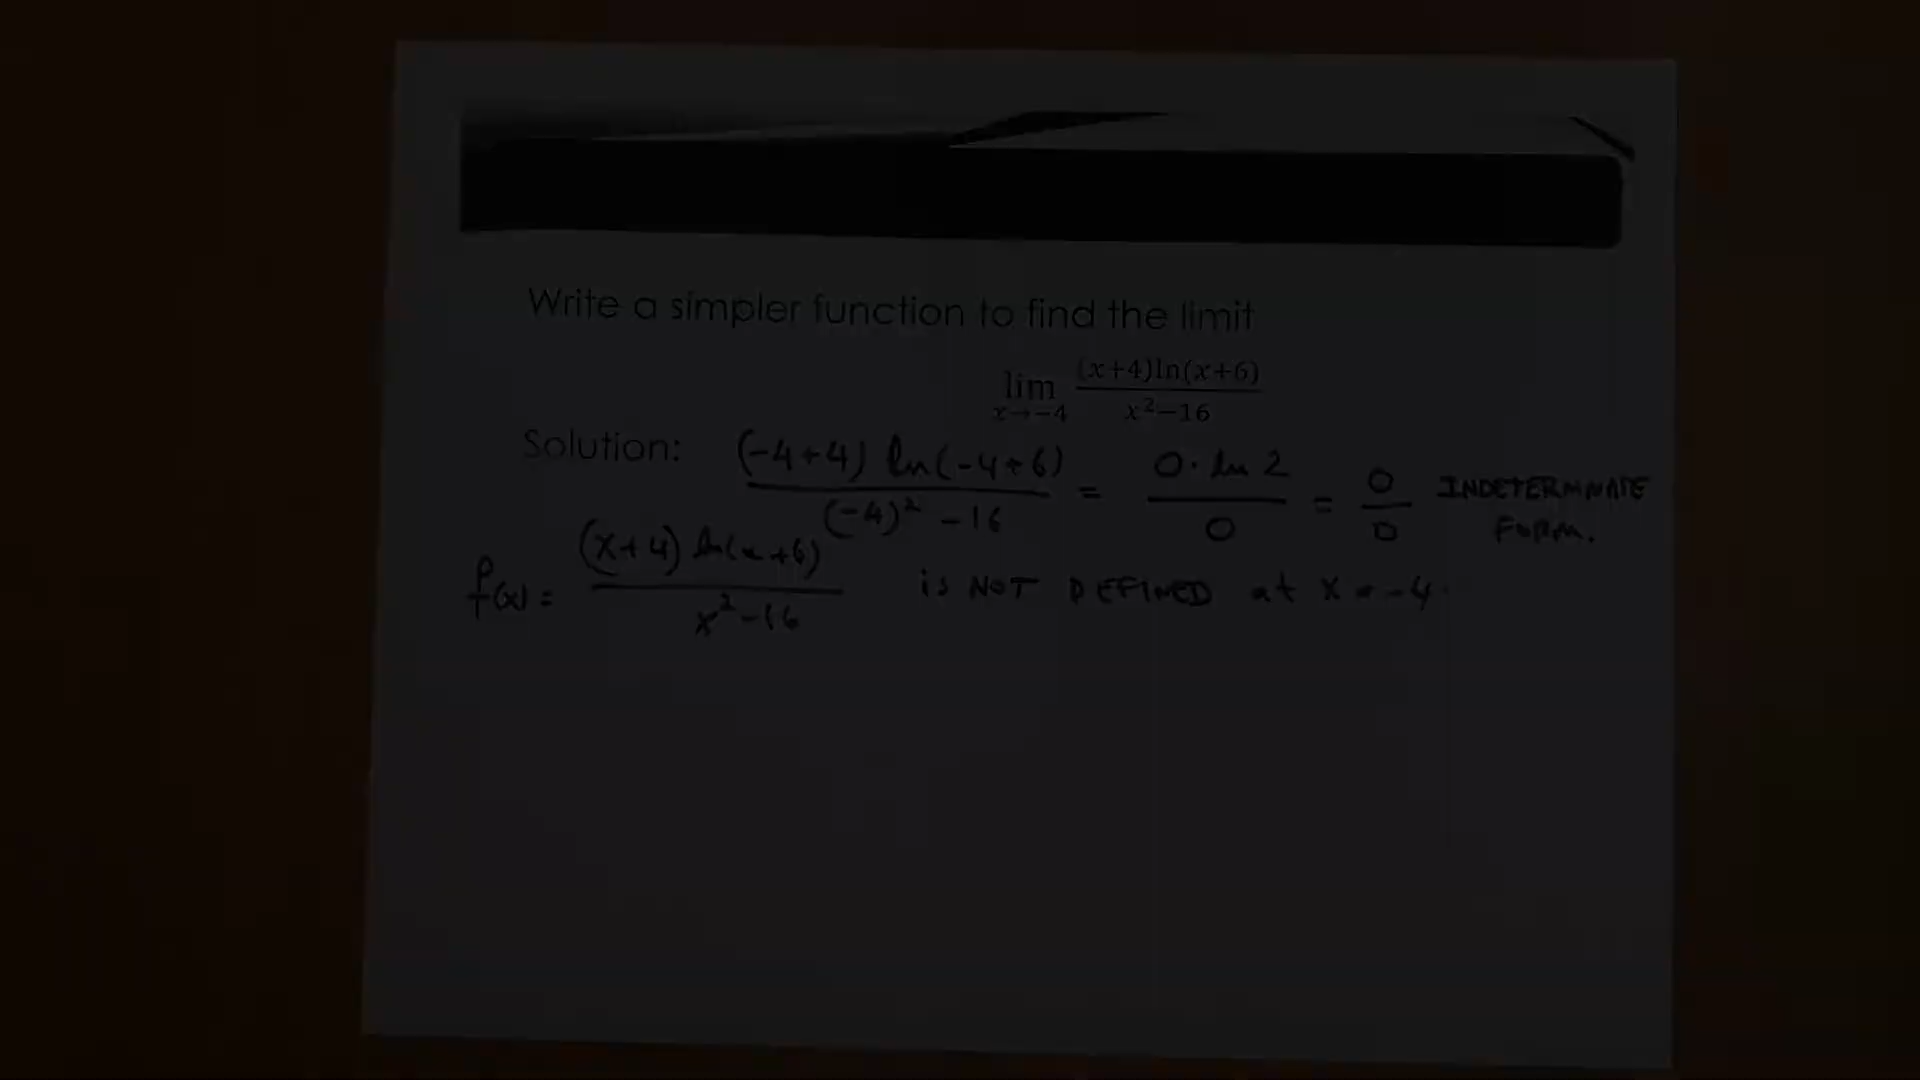 Write a simpler function to find the limit
lim x→-4 (x+4)ln(x+6) / x²-16
Solution: (-4+4) ln(-4+6) / (-4)² -16 = 0·ln 2 / 0 = 0/0 INDETERMINATE FORM.
f(x) = (x+4) ln(x+6) / x²-16 is NOT DEFINED at x = -4.